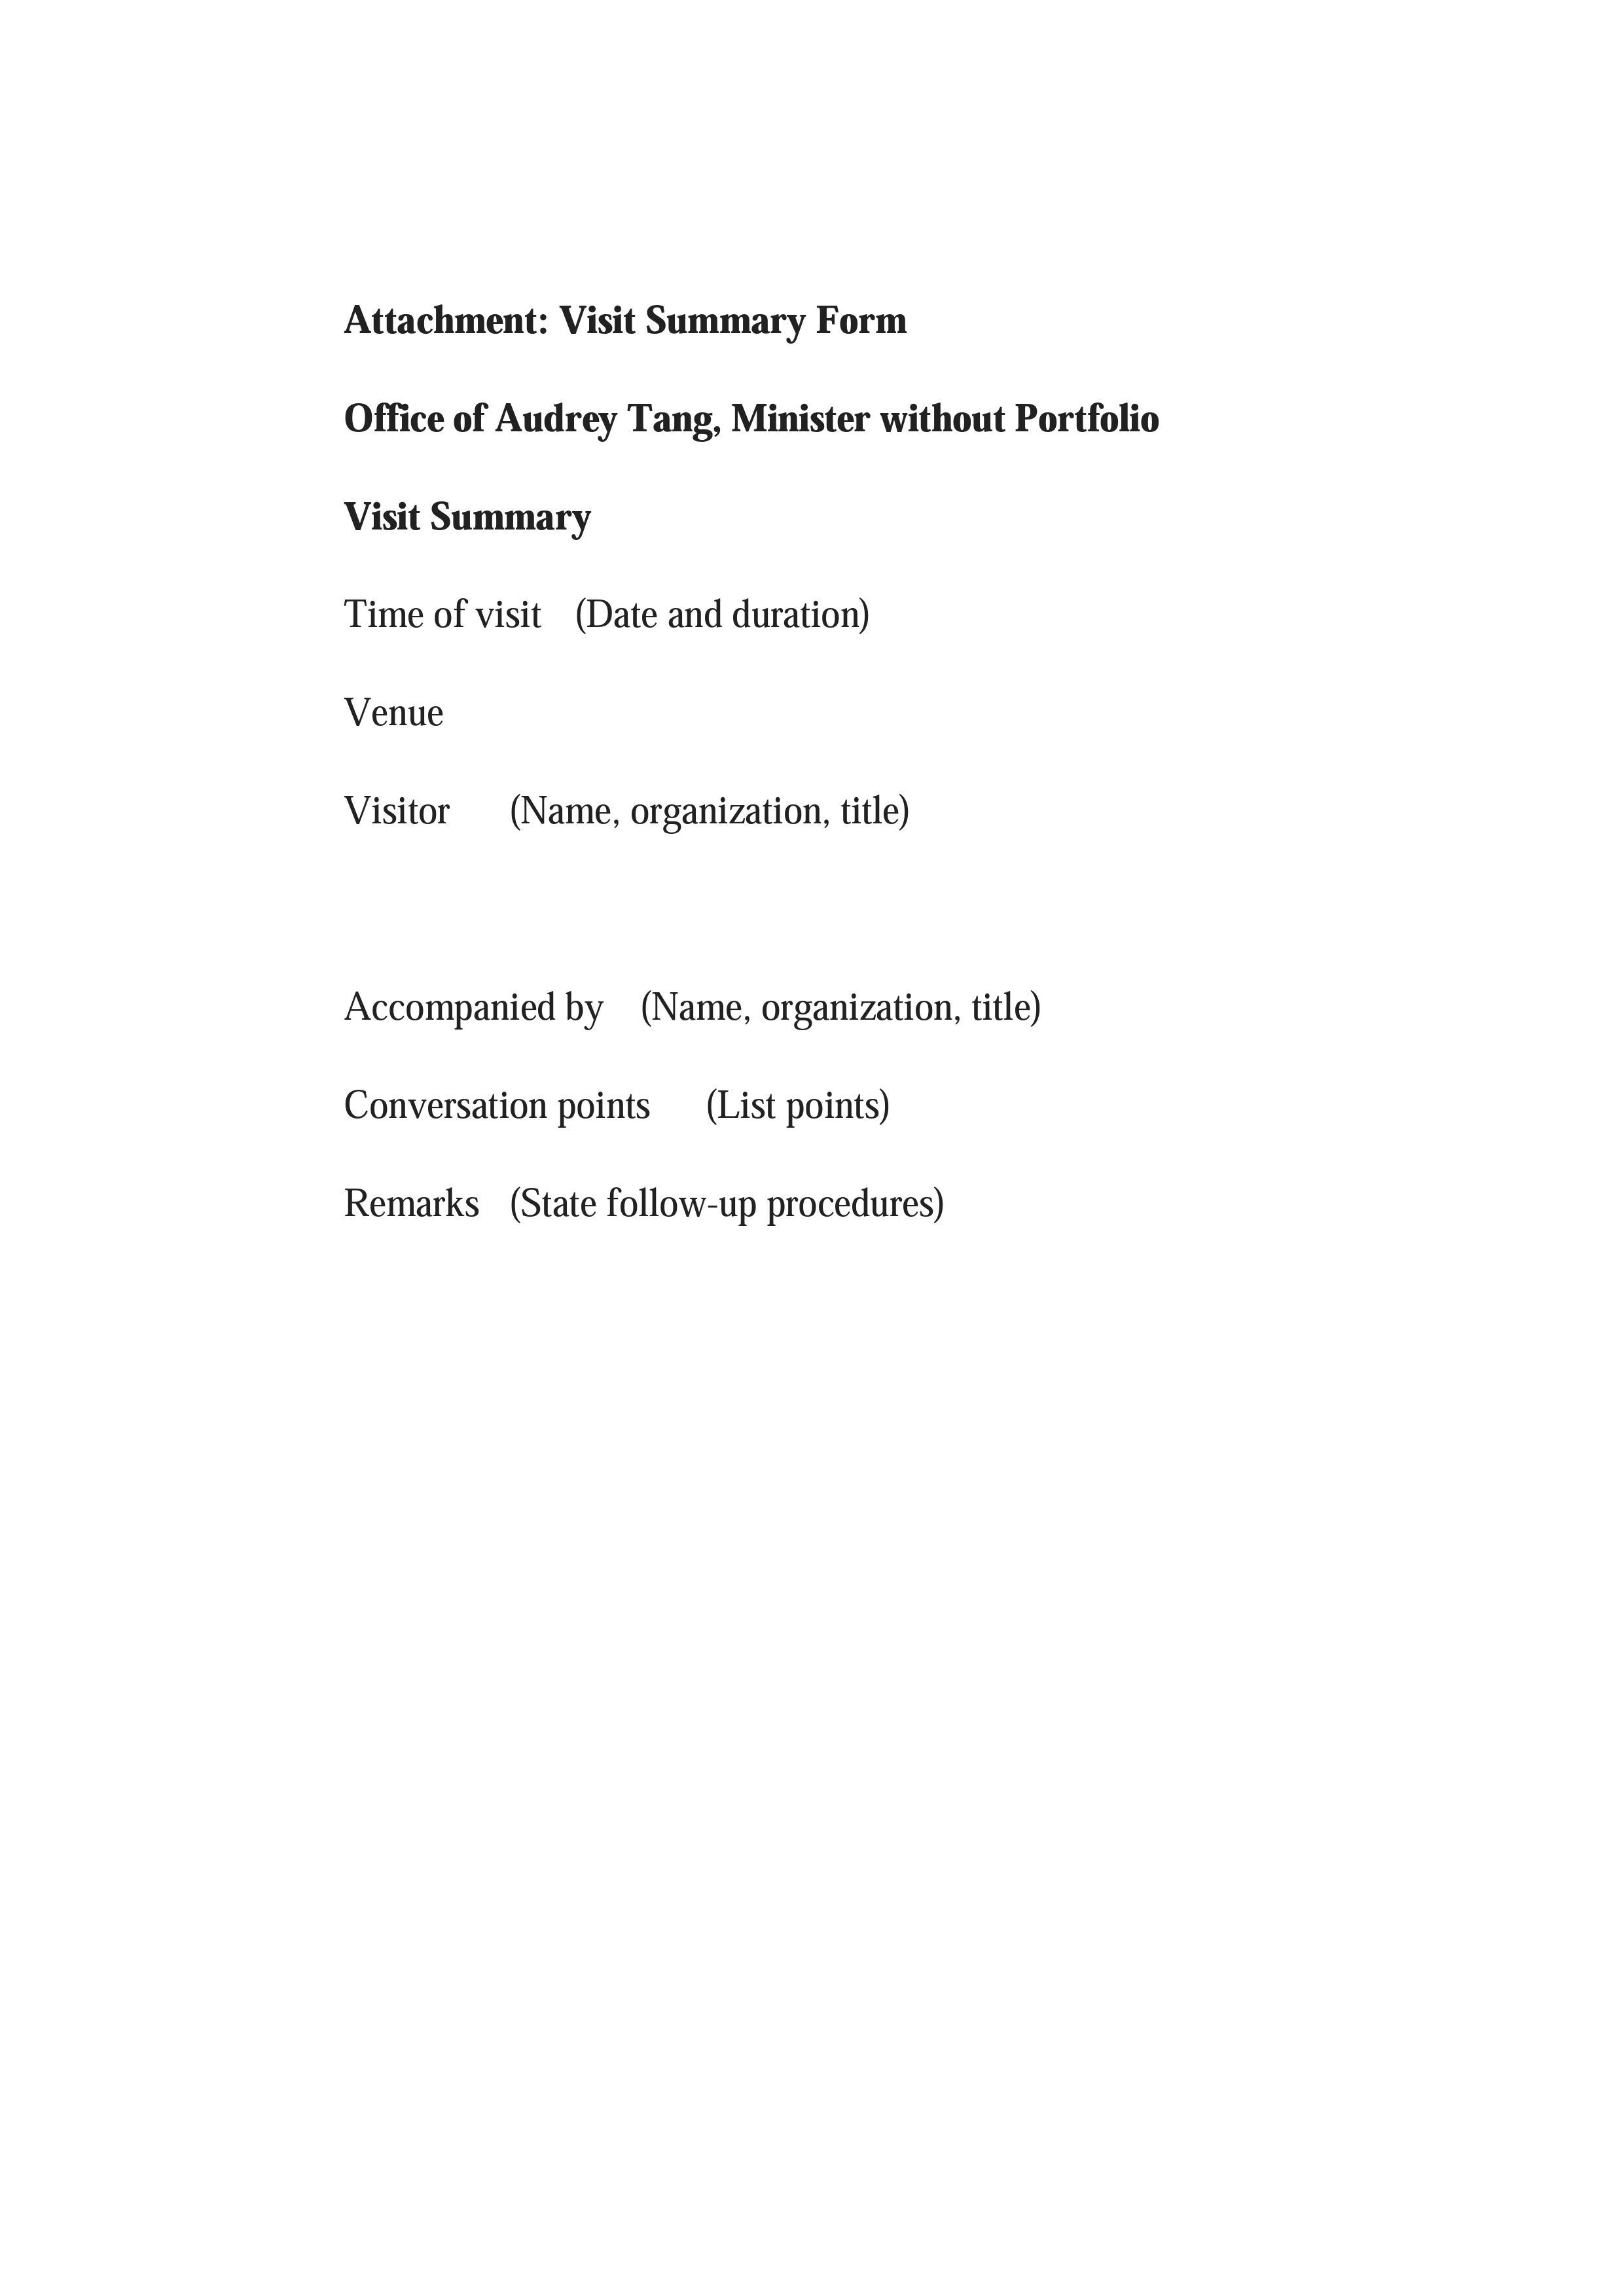 Attachment: Visit Summary Form
Office of Audrey Tang, Minister without Portfolio
Visit Summary
Time of visit (Date and duration)
Venue
Visitor (Name, organization, title)
Accompanied by (Name, organization, title)
Conversation points (List points)
Remarks (State follow-up procedures)